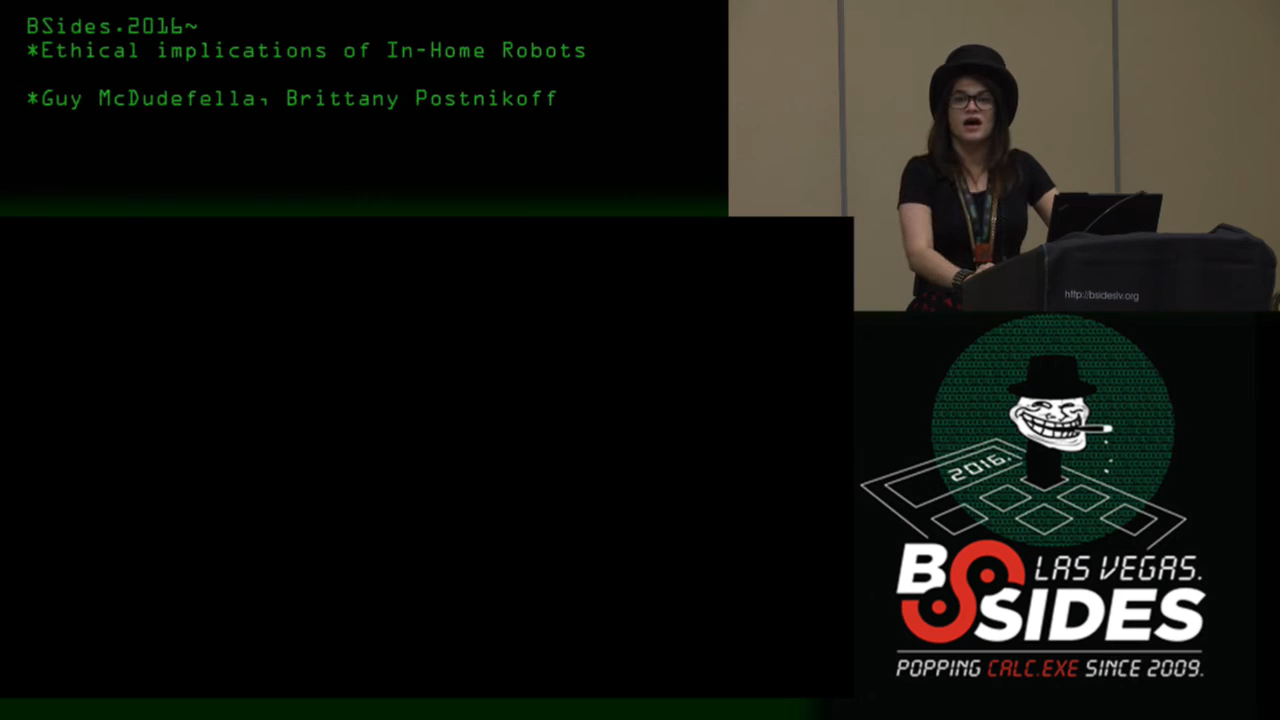 BSides.2016~
*Ethical implications of In-Home Robots
*Guy McDudefella, Brittany Postnikoff
http://bsideslv.org
2016.
BSIDES LAS VEGAS.
POPPING CALC.EXE SINCE 2009.